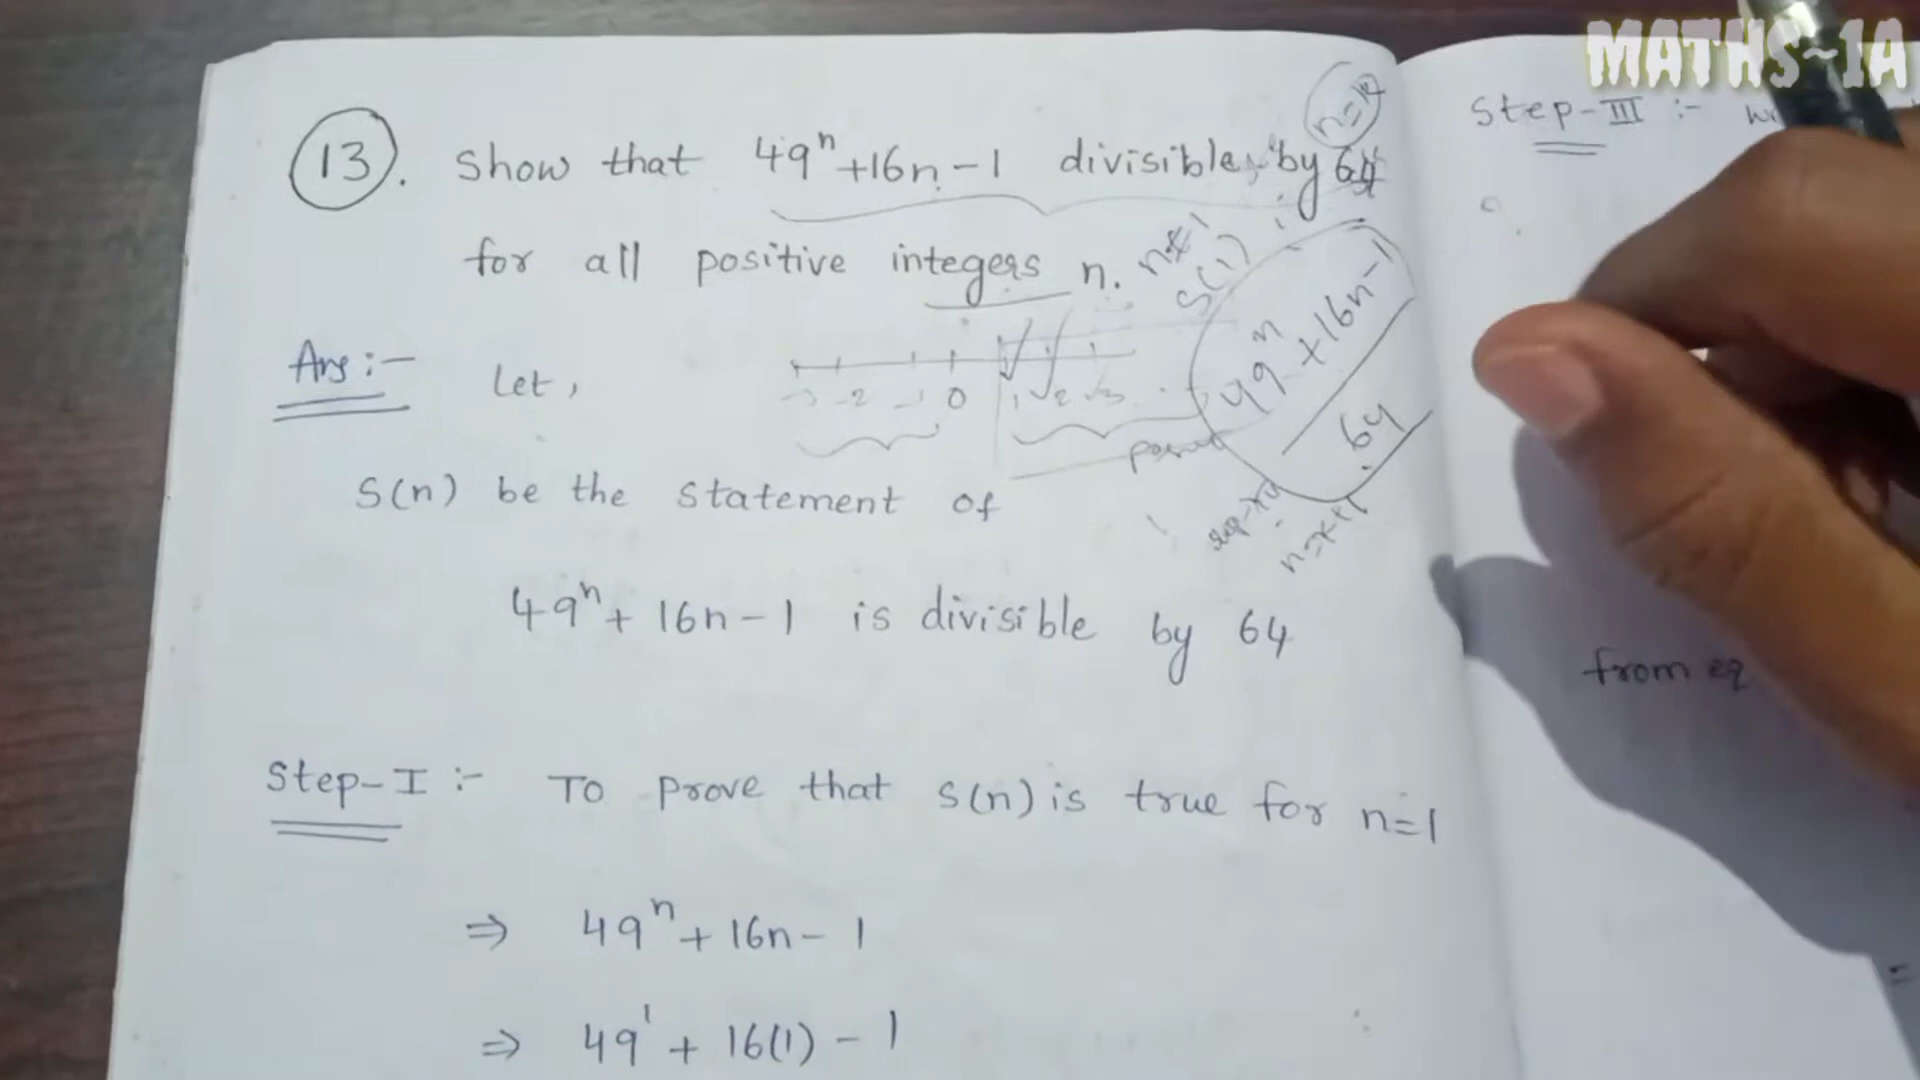 MATHS~1A
13. Show that 49ⁿ+16n-1 divisible by 64
for all positive integers n.
n=1
S(1)
49ⁿ+16n-1
64
n=k+1
-2 -1 0 1 2 3
Ans:- Let,
S(n) be the statement of
49ⁿ+16n-1 is divisible by 64
Step-I :- To prove that S(n) is true for n=1
⇒ 49ⁿ+16n-1
⇒ 49¹+16(1)-1
Step-III :-
from eq
=